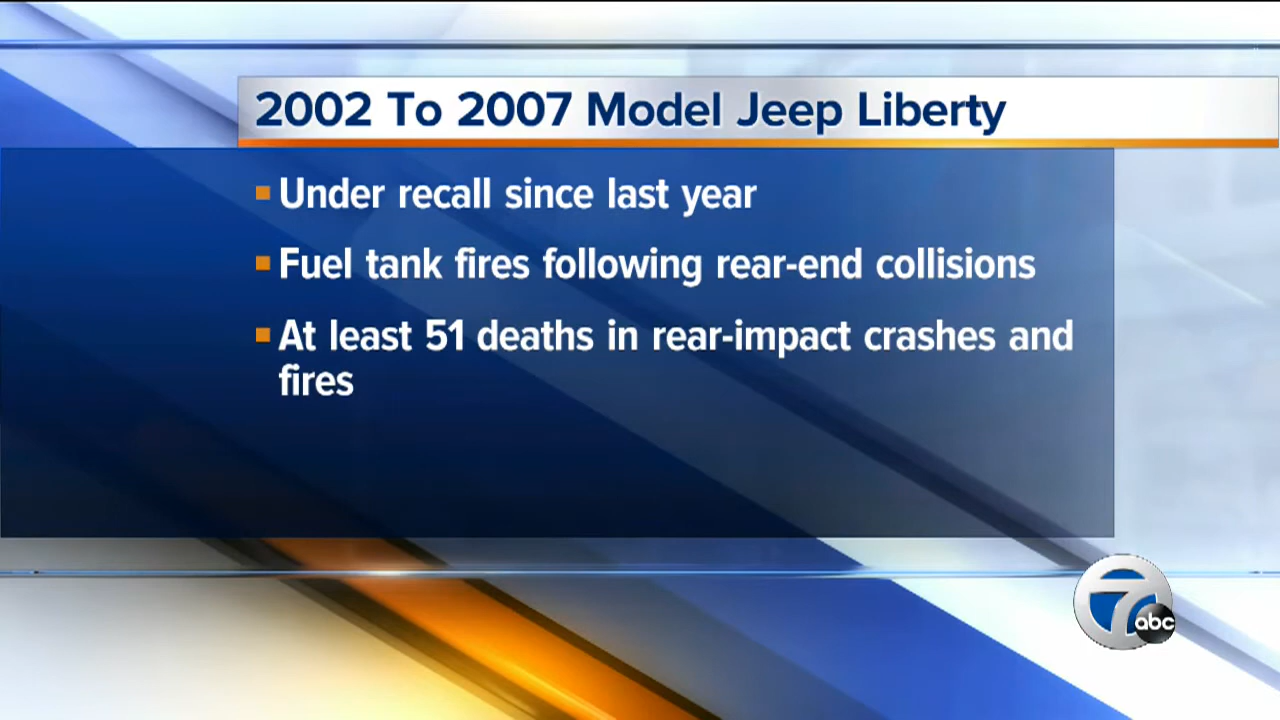 2002 To 2007 Model Jeep Liberty
Under recall since last year
Fuel tank fires following rear-end collisions
At least 51 deaths in rear-impact crashes and
fires
7
abc